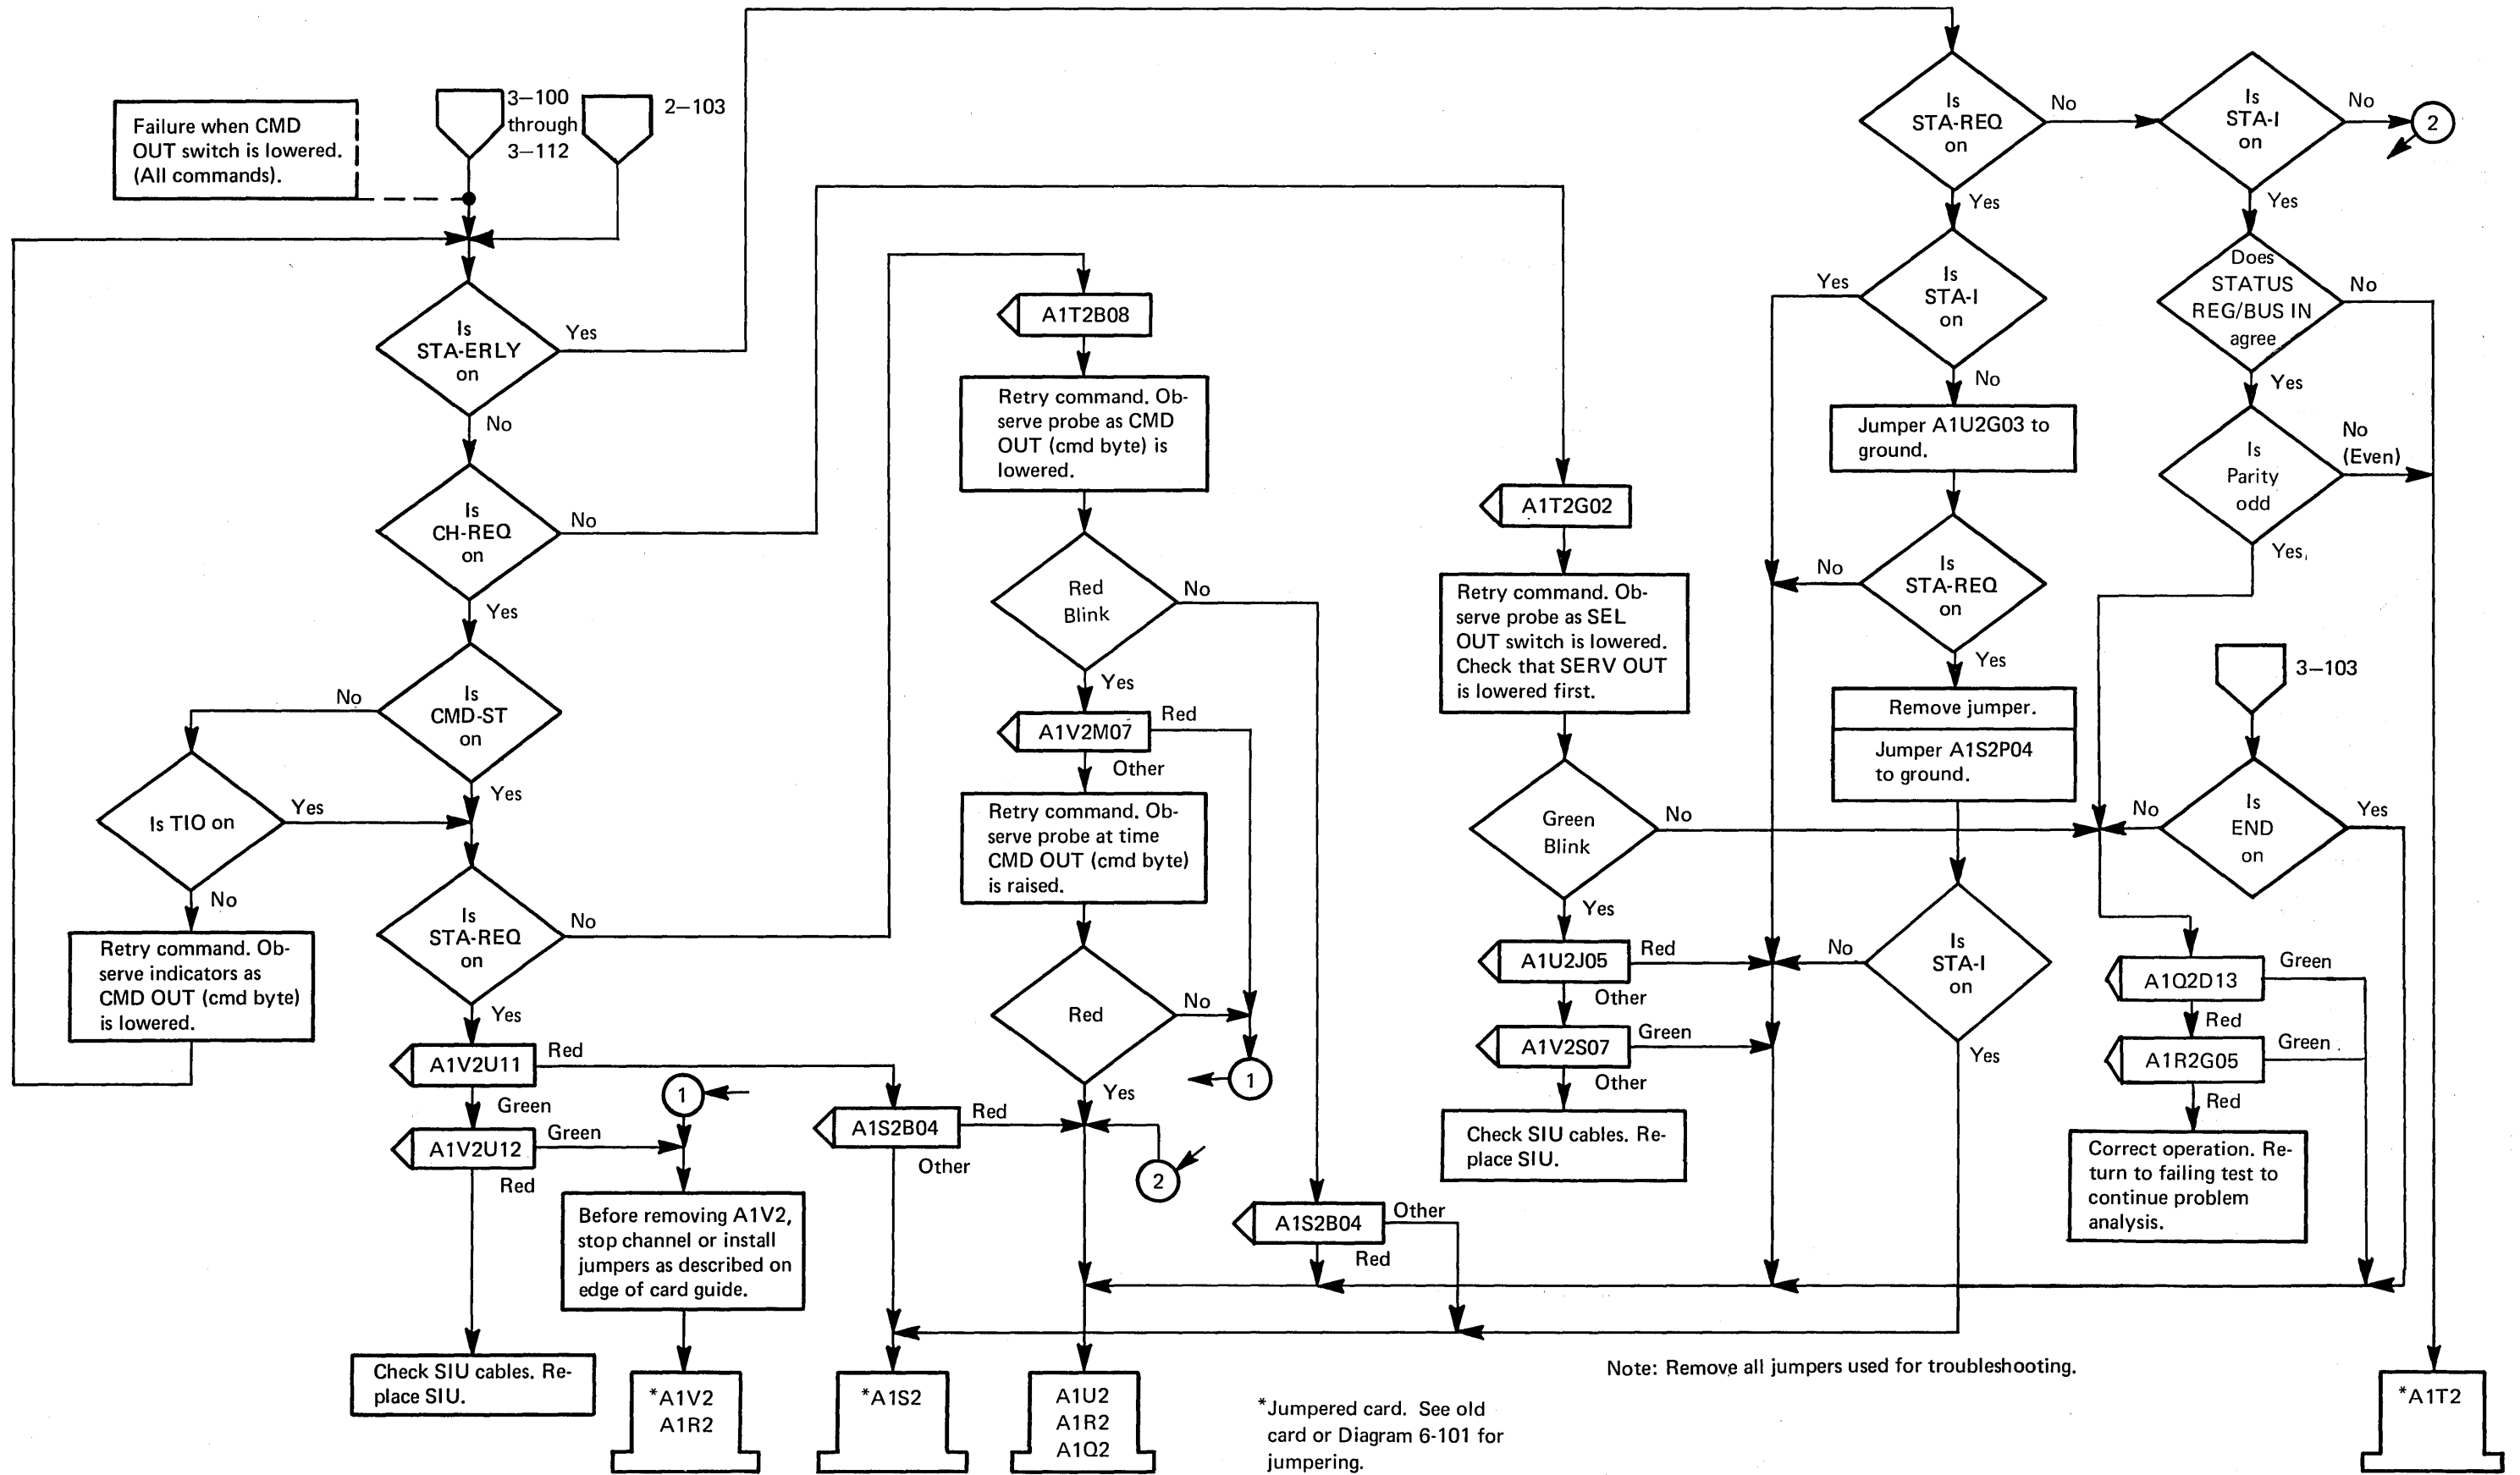 Failure when CMD
OUT switch is lowered.
(All commands).
3–100
through
3–112
2–103
Is
STA-ERLY
on
Yes
No
Is
CH-REQ
on
No
Yes
Is
CMD-ST
on
No
Yes
Is TIO on
Yes
No
Retry command. Ob-
serve indicators as
CMD OUT (cmd byte)
is lowered.
Is
STA-REQ
on
No
Yes
A1V2U11
Red
Green
A1V2U12
Green
Red
Check SIU cables. Re-
place SIU.
1
Before removing A1V2,
stop channel or install
jumpers as described on
edge of card guide.
*A1V2
A1R2
A1S2B04
Red
Other
*A1S2
A1T2B08
Retry command. Ob-
serve probe as CMD
OUT (cmd byte) is
lowered.
Red
Blink
No
Yes
A1V2M07
Red
Other
Retry command. Ob-
serve probe at time
CMD OUT (cmd byte)
is raised.
Red
No
Yes
1
2
A1S2B04
Other
Red
A1U2
A1R2
A1Q2
*Jumpered card. See old
card or Diagram 6-101 for
jumpering.
A1T2G02
Retry command. Ob-
serve probe as SEL
OUT switch is lowered.
Check that SERV OUT
is lowered first.
Green
Blink
No
Yes
A1U2J05
Red
Other
A1V2S07
Green
Other
Check SIU cables. Re-
place SIU.
Is
STA-REQ
on
No
Yes
Is
STA-I
on
Yes
No
Jumper A1U2G03 to
ground.
Is
STA-REQ
on
No
Yes
Remove jumper.
Jumper A1S2P04
to ground.
Is
STA-I
on
No
Yes
Is
STA-I
on
No
2
Yes
Does
STATUS
REG/BUS IN
agree
No
Yes
Is
Parity
odd
No
(Even)
Yes
3–103
Is
END
on
No
Yes
A1Q2D13
Green
Red
A1R2G05
Green
Red
Correct operation. Re-
turn to failing test to
continue problem
analysis.
Note: Remove all jumpers used for troubleshooting.
*A1T2